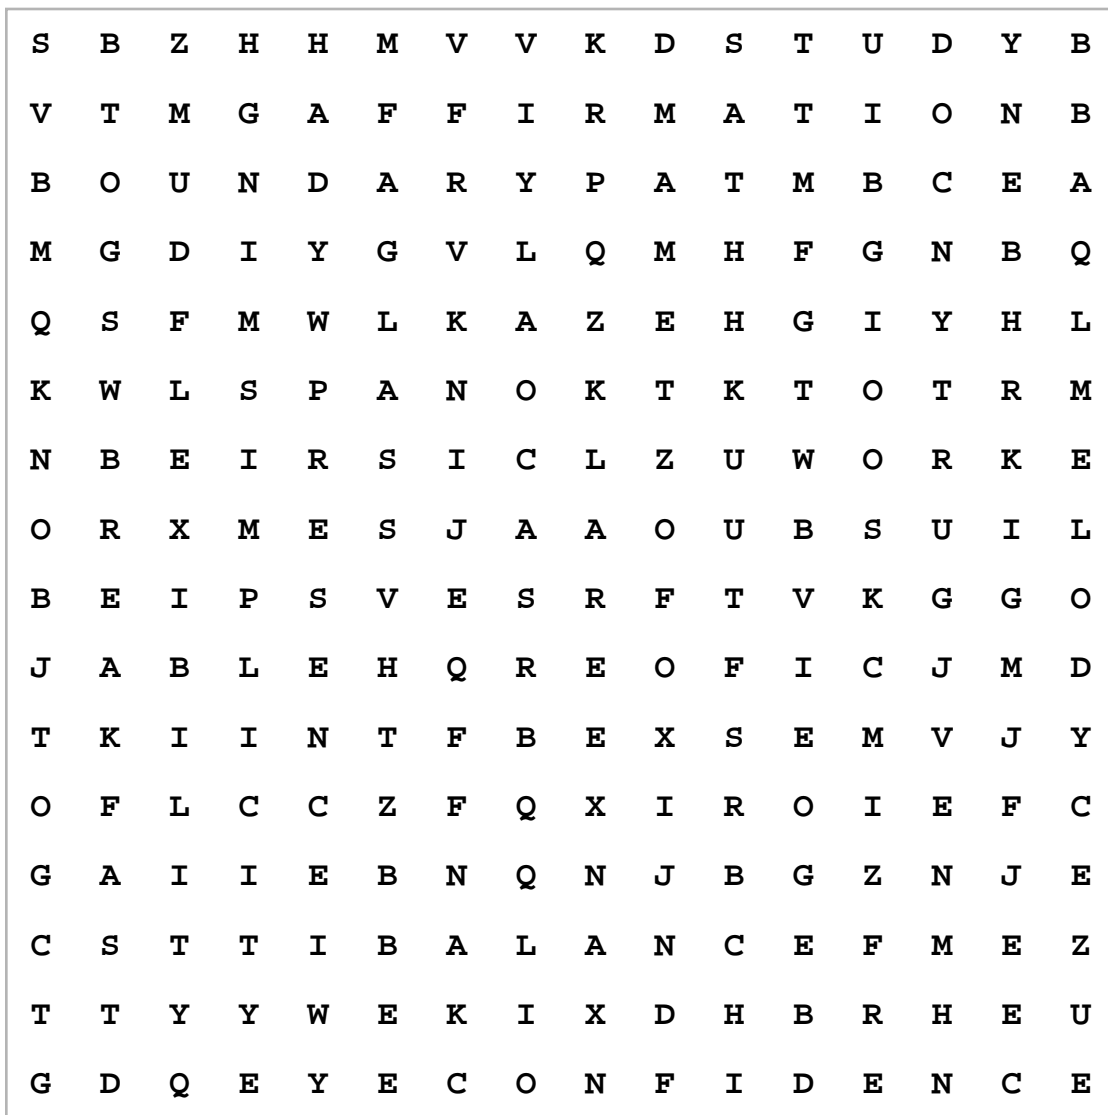 S B Z H H M V V K D S T U D Y B
V T M G A F F I R M A T I O N B
B O U N D A R Y P A T M B C E A
M G D I Y G V L Q M H F G N B Q
Q S F M W L K A Z E H G I Y H L
K W L S P A N O K T K T O T R M
N B E I R S I C L Z U W O R K E
O R X M E S J A A O U B S U I L
B E I P S V E S R F T V K G G O
J A B L E H Q R E O F I C J M D
T K I I N T F B E X S E M V J Y
O F L C C Z F Q X I R O I E F C
G A I I E B N Q N J B G Z N J E
C S T T I B A L A N C E F M E Z
T T Y Y W E K I X D H B R H E U
G D Q E Y E C O N F I D E N C E